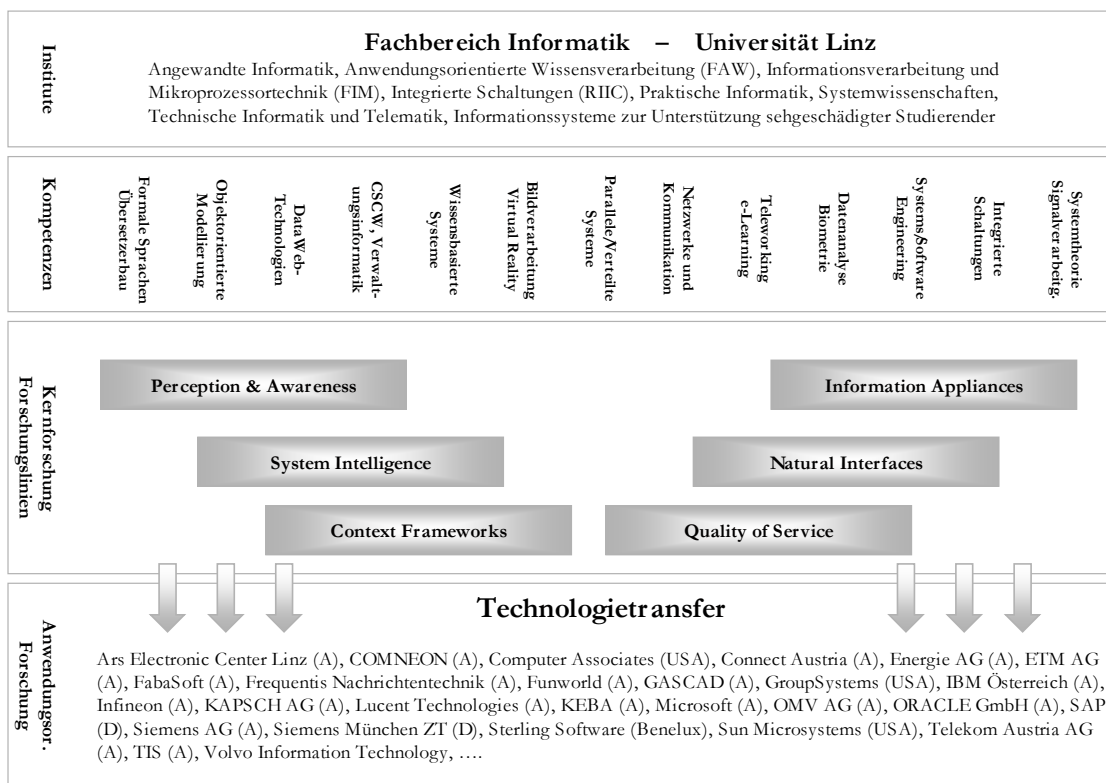 Institute
Fachbereich Informatik – Universität Linz
Angewandte Informatik, Anwendungsorientierte Wissensverarbeitung (FAW), Informationsverarbeitung und
Mikroprozessortechnik (FIM), Integrierte Schaltungen (RIIC), Praktische Informatik, Systemwissenschaften,
Technische Informatik und Telematik, Informationssysteme zur Unterstützung sehgeschädigter Studierender
Kompetenzen
Formale Sprachen
Übersetzerbau
Objektorientierte
Modellierung
DataWeb-
Technologien
CSCW, Verwalt-
ungsinformatik
Wissensbasierte
Systeme
Bildverarbeitung
Virtual Reality
Parallele/Verteilte
Systeme
Netzwerke und
Kommunikation
Teleworking
e-Learning
Datenanalyse
Biometrie
Systems/Software
Engineering
Integrierte
Schaltungen
Systemtheorie
Signalverarbeitg.
Kernforschung
Forschungslinien
Perception & Awareness
Information Appliances
System Intelligence
Natural Interfaces
Context Frameworks
Quality of Service
Anwendungsor.
Forschung
Technologietransfer
Ars Electronic Center Linz (A), COMNEON (A), Computer Associates (USA), Connect Austria (A), Energie AG (A), ETM AG
(A), FabaSoft (A), Frequentis Nachrichtentechnik (A), Funworld (A), GASCAD (A), GroupSystems (USA), IBM Österreich (A),
Infineon (A), KAPSCH AG (A), Lucent Technologies (A), KEBA (A), Microsoft (A), OMV AG (A), ORACLE GmbH (A), SAP
(D), Siemens AG (A), Siemens München ZT (D), Sterling Software (Benelux), Sun Microsystems (USA), Telekom Austria AG
(A), TIS (A), Volvo Information Technology, ….